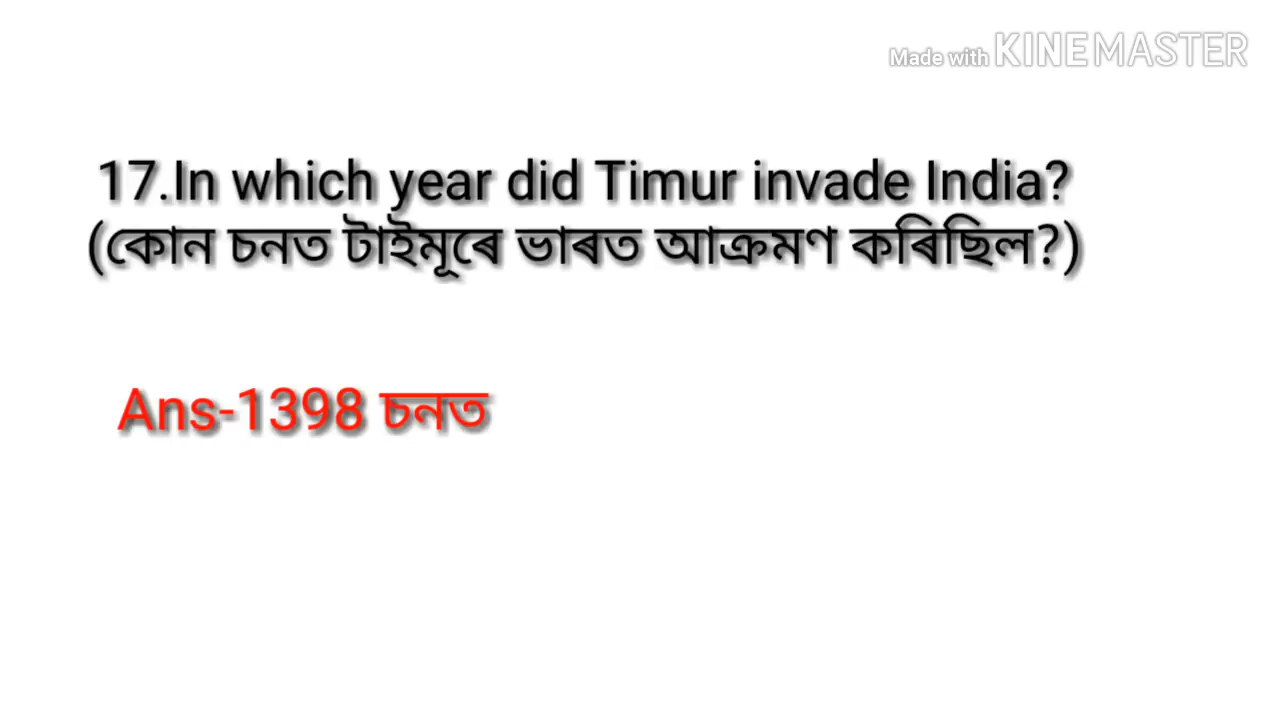 Made with KINEMASTER
17.In which year did Timur invade India?
(কোন চনত টাইমূৰে ভাৰত আক্ৰমণ কৰিছিল?)
Ans-1398 চনত